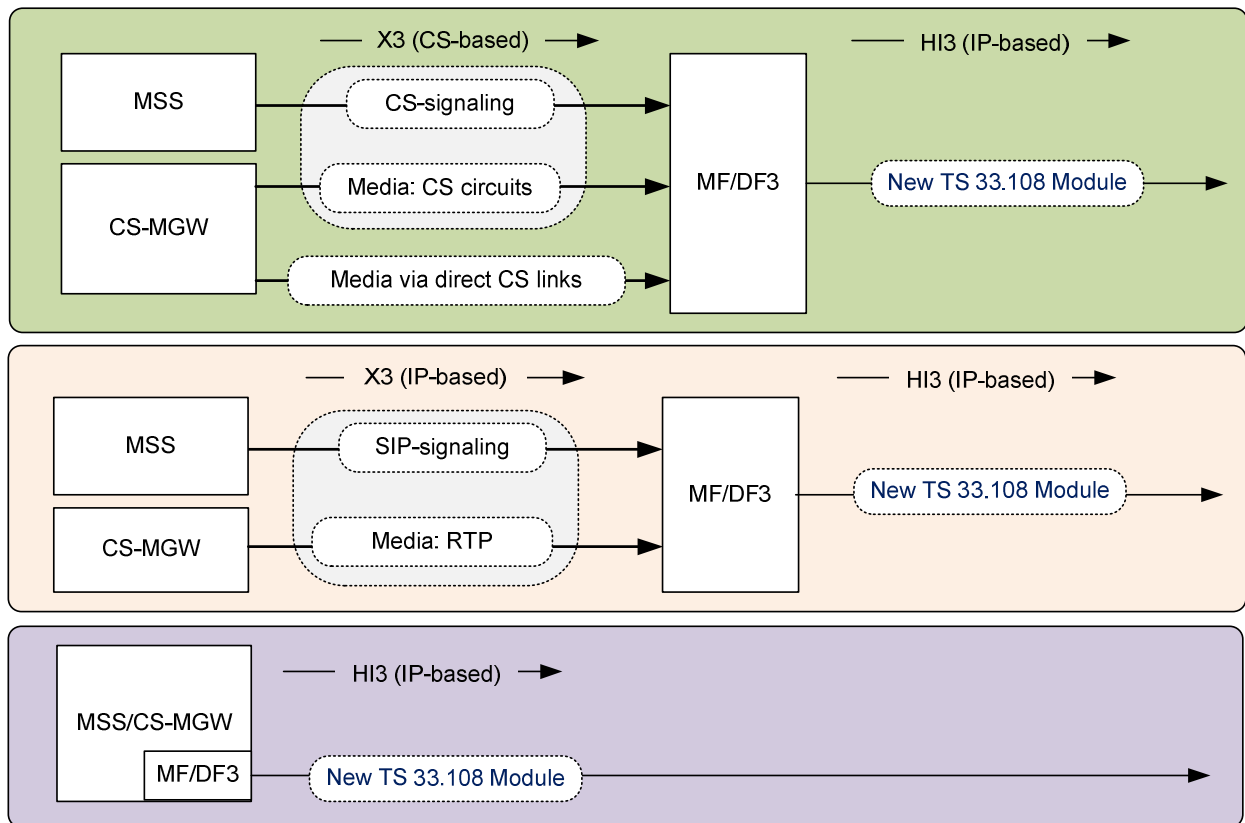 X3 (CS-based)
HI3 (IP-based)
MSS
CS-signaling
CS-MGW
Media: CS circuits
Media via direct CS links
MF/DF3
New TS 33.108 Module
X3 (IP-based)
HI3 (IP-based)
MSS
SIP-signaling
CS-MGW
Media: RTP
MF/DF3
New TS 33.108 Module
HI3 (IP-based)
MSS/CS-MGW
MF/DF3
New TS 33.108 Module